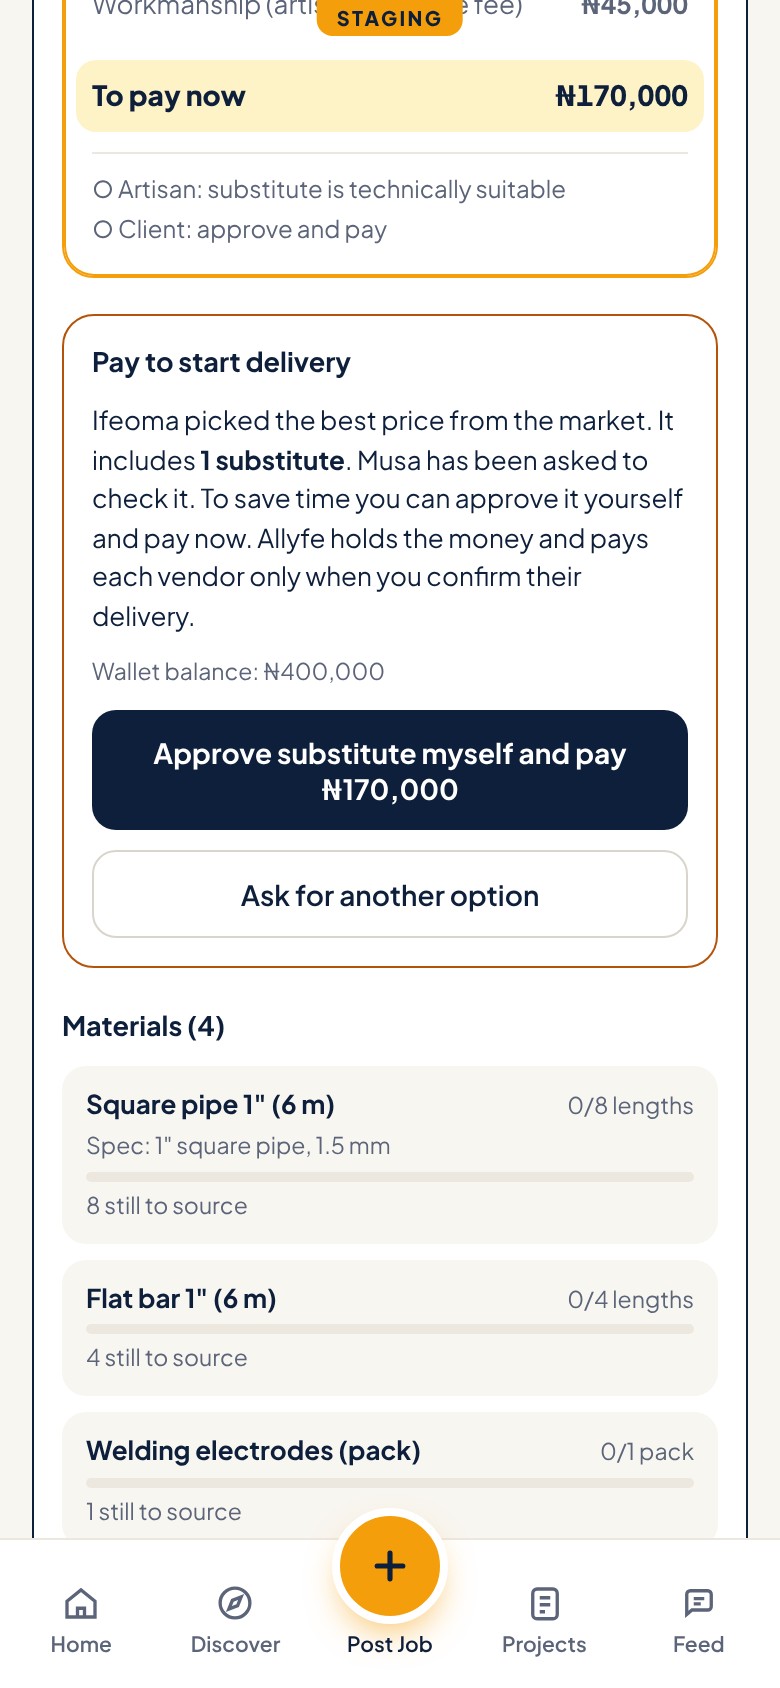 Workmanship (artis fee) ₦45,000
STAGING
To pay now ₦170,000
O Artisan: substitute is technically suitable
O Client: approve and pay
Pay to start delivery
Ifeoma picked the best price from the market. It
includes 1 substitute. Musa has been asked to
check it. To save time you can approve it yourself
and pay now. Allyfe holds the money and pays
each vendor only when you confirm their
delivery.
Wallet balance: ₦400,000
Approve substitute myself and pay
₦170,000
Ask for another option
Materials (4)
Square pipe 1" (6 m) 0/8 lengths
Spec: 1" square pipe, 1.5 mm
8 still to source
Flat bar 1" (6 m) 0/4 lengths
4 still to source
Welding electrodes (pack) 0/1 pack
1 still to source
Home Discover Post Job Projects Feed